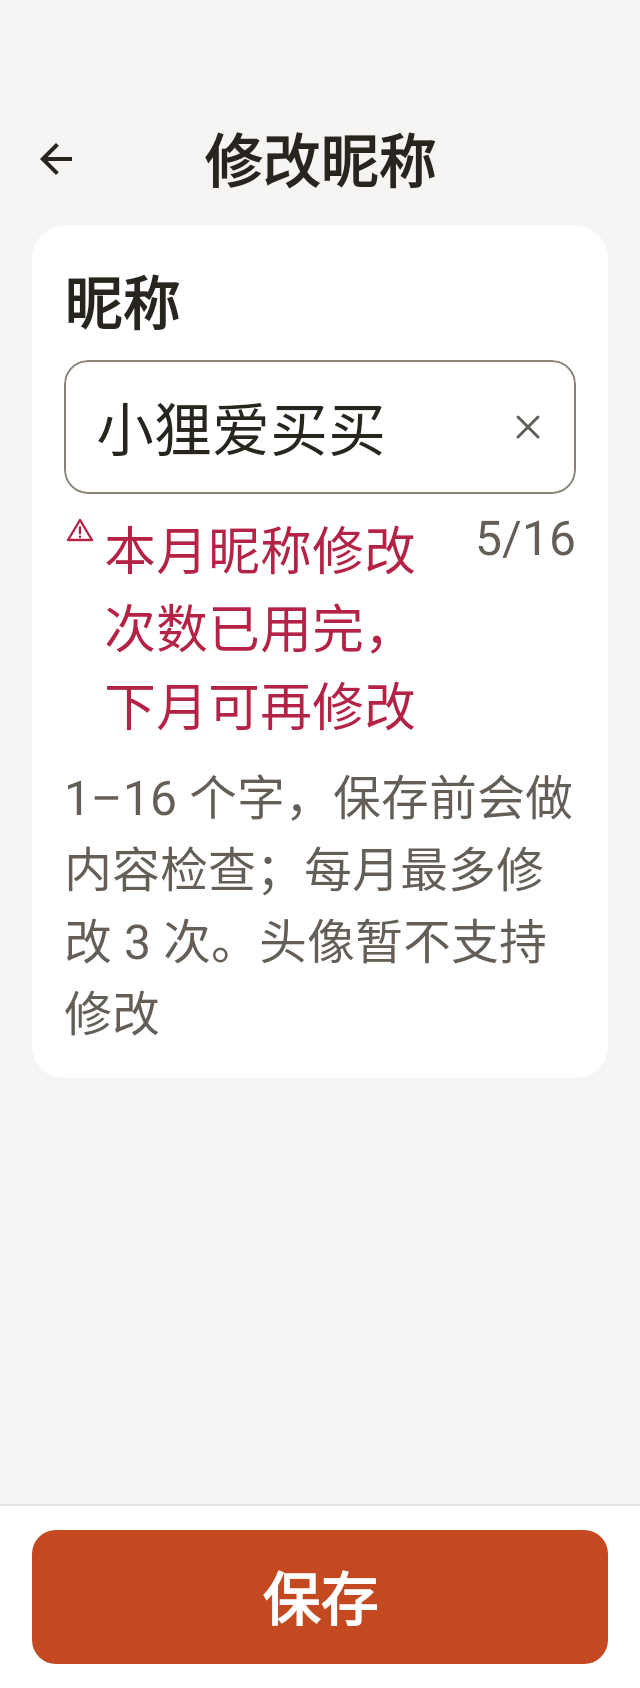 修改昵称
昵称
小狸爱买买
本月昵称修改
次数已用完，
下月可再修改
5/16
1–16 个字，保存前会做
内容检查；每月最多修
改 3 次。头像暂不支持
修改
保存